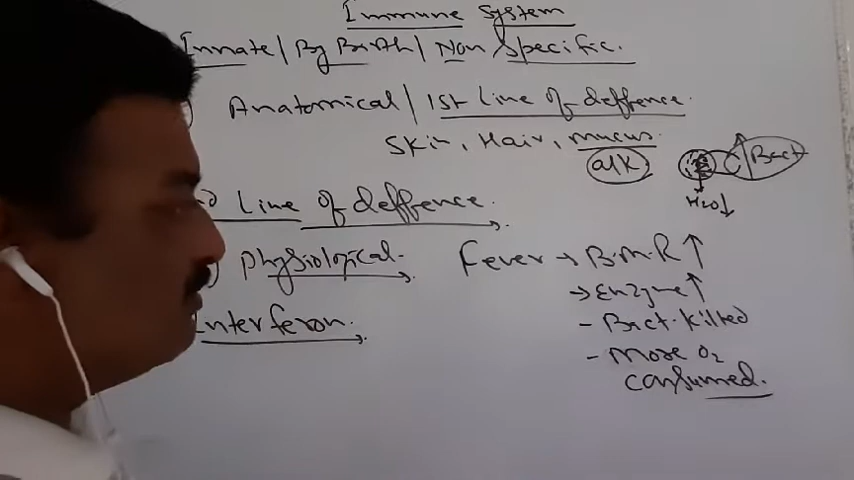 Immune System
Innate | By Birth | Non Specific.
Anatomical | 1st Line of deffence.
Skin, Hair, mucus.
alk
Bact
H2O↓
Line of deffence.
Physiological.
Fever → B.M.R ↑
→ Enzyme ↑
- Bact. Killed
Interferon.
- More O2
consumed.